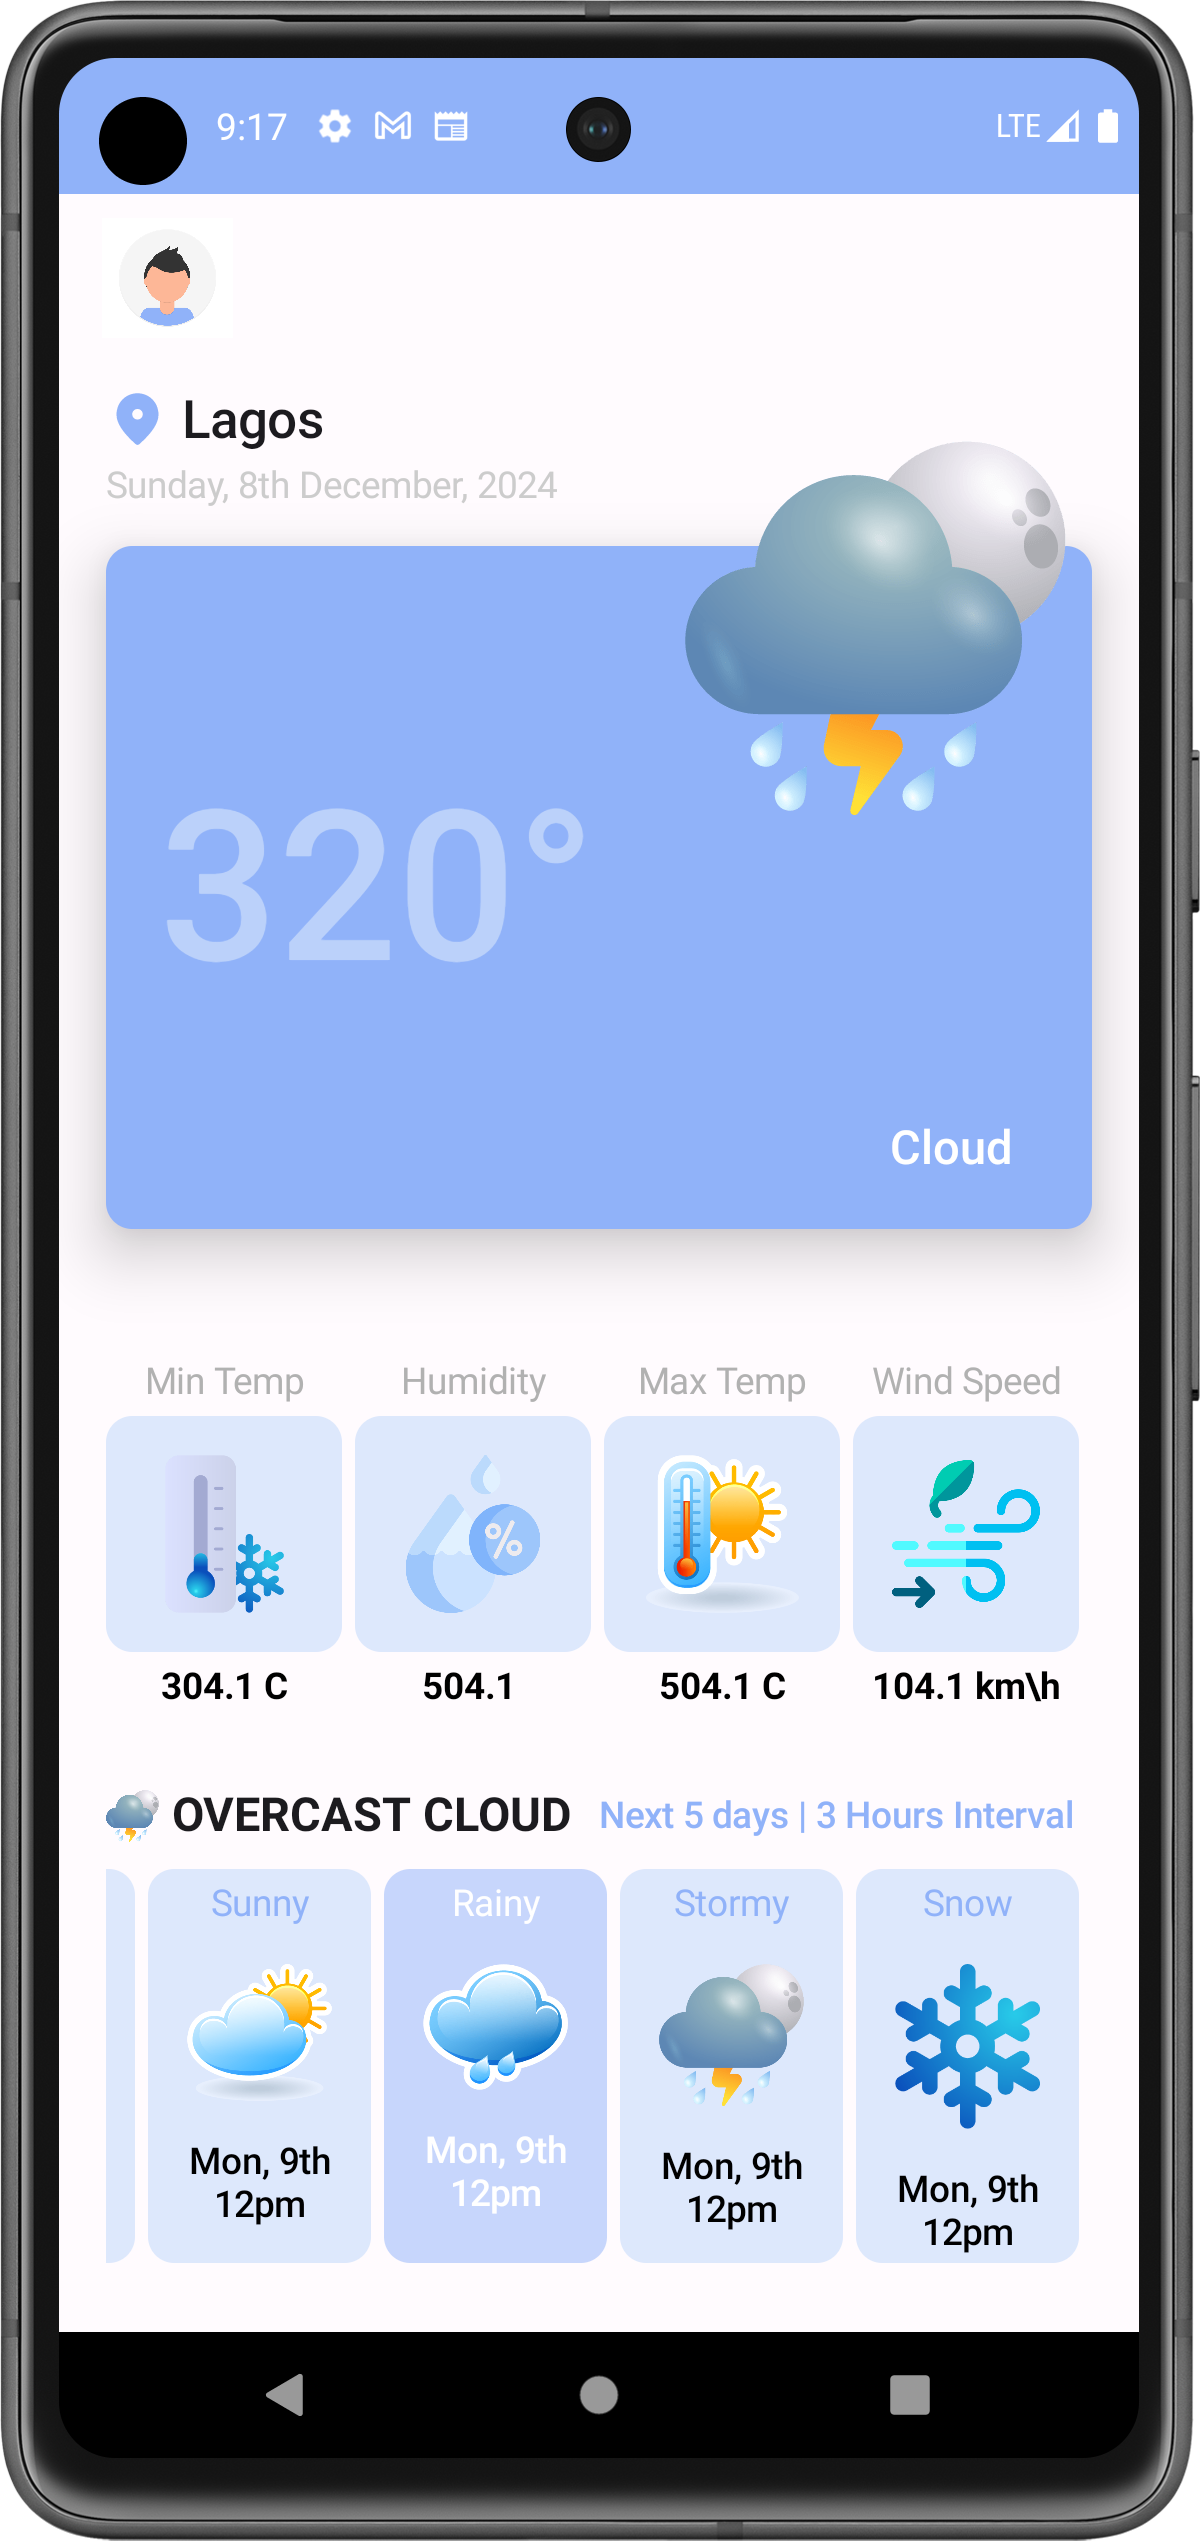 9:17 LTE
Lagos
Sunday, 8th December, 2024
320°
Cloud
Min Temp Humidity Max Temp Wind Speed
%
304.1 C 504.1 504.1 C 104.1 km\h
OVERCAST CLOUD Next 5 days | 3 Hours Interval
Sunny Rainy Stormy Snow
Mon, 9th Mon, 9th Mon, 9th Mon, 9th
12pm 12pm 12pm 12pm